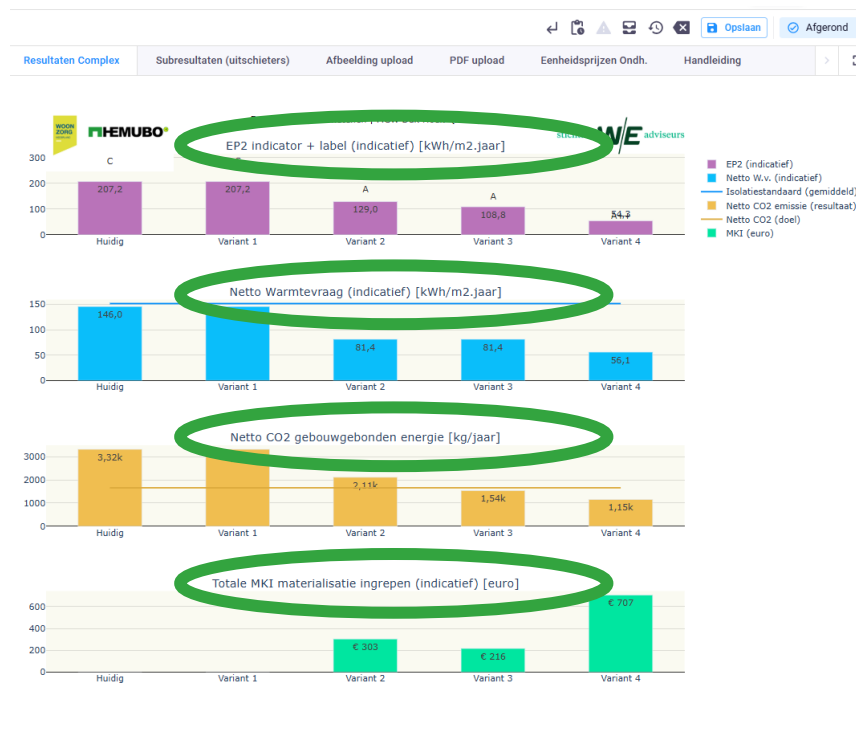 Opslaan
Afgerond
Resultaten Complex
Subresultaten (uitschieters)
Afbeelding upload
PDF upload
Eenheidsprijzen Ondh.
Handleiding
WOON
ZORG
HEMUBO
W/E adviseurs
EP2 indicator + label (indicatief) [kWh/m2.jaar]
300
200
100
0
C
A
A
207,2
207,2
129,0
108,8
54,3
Huidig
Variant 1
Variant 2
Variant 3
Variant 4
EP2 (indicatief)
Netto W.v. (indicatief)
Isolatiestandaard (gemiddeld)
Netto CO2 emissie (resultaat)
Netto CO2 (doel)
MKI (euro)
Netto Warmtevraag (indicatief) [kWh/m2.jaar]
150
100
50
0
146,0
81,4
81,4
56,1
Huidig
Variant 1
Variant 2
Variant 3
Variant 4
Netto CO2 gebouwgebonden energie [kg/jaar]
3000
2000
1000
0
3,32k
2,11k
1,54k
1,15k
Huidig
Variant 1
Variant 2
Variant 3
Variant 4
Totale MKI materialisatie ingrepen (indicatief) [euro]
600
400
200
0
€ 303
€ 216
€ 707
Huidig
Variant 1
Variant 2
Variant 3
Variant 4